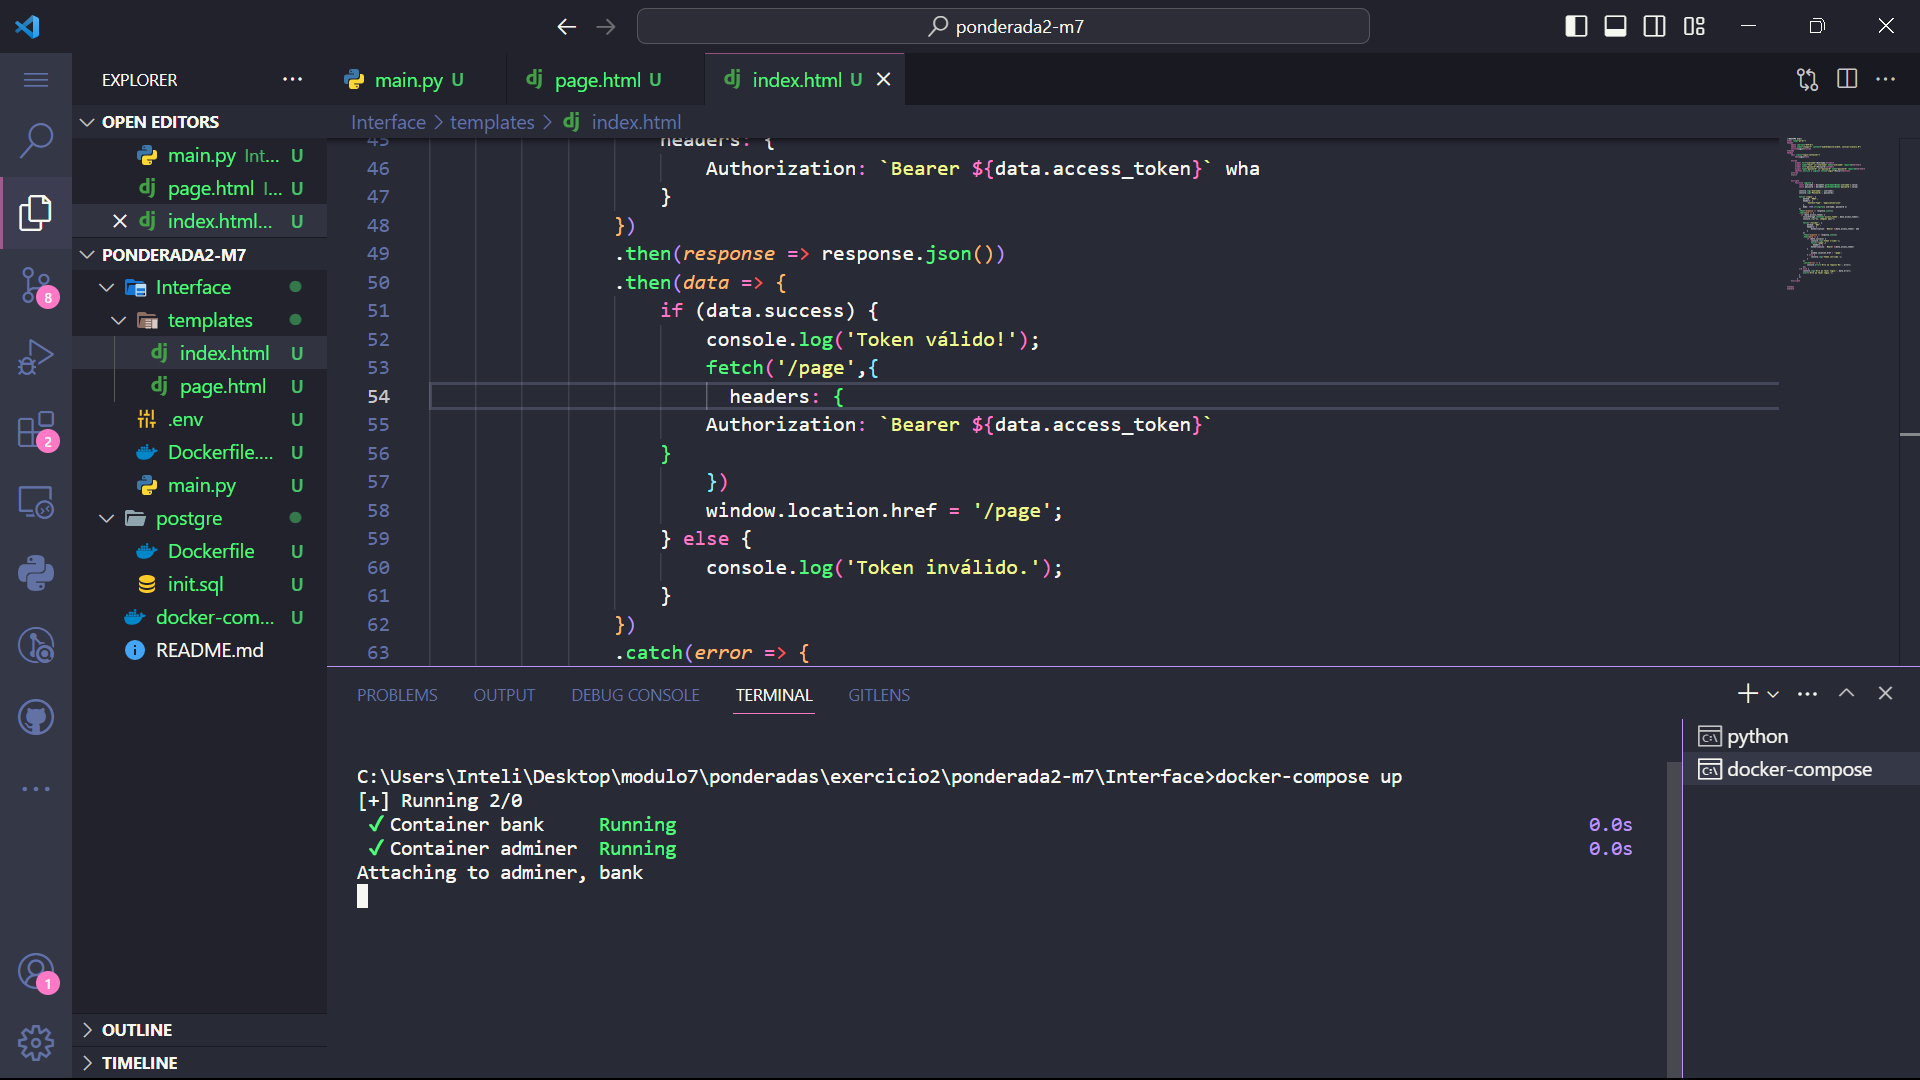 ponderada2-m7
EXPLORER
main.py U
page.html U
index.html U
OPEN EDITORS
main.py Int... U
page.html I... U
index.html... U
PONDERADA2-M7
Interface
templates
index.html U
page.html U
.env U
Dockerfile.... U
main.py U
postgre
Dockerfile U
init.sql U
docker-com... U
README.md
OUTLINE
TIMELINE
8
2
1
Interface > templates > index.html
45 headers: {
46 Authorization: `Bearer ${data.access_token}` wha
47 }
48 })
49 .then(response => response.json())
50 .then(data => {
51 if (data.success) {
52 console.log('Token válido!');
53 fetch('/page',{
54 headers: {
55 Authorization: `Bearer ${data.access_token}`
56 }
57 })
58 window.location.href = '/page';
59 } else {
60 console.log('Token inválido.');
61 }
62 })
63 .catch(error => {
PROBLEMS OUTPUT DEBUG CONSOLE TERMINAL GITLENS
C:\Users\Inteli\Desktop\modulo7\ponderadas\exercicio2\ponderada2-m7\Interface>docker-compose up
[+] Running 2/0
✓ Container bank Running 0.0s
✓ Container adminer Running 0.0s
Attaching to adminer, bank
python
docker-compose